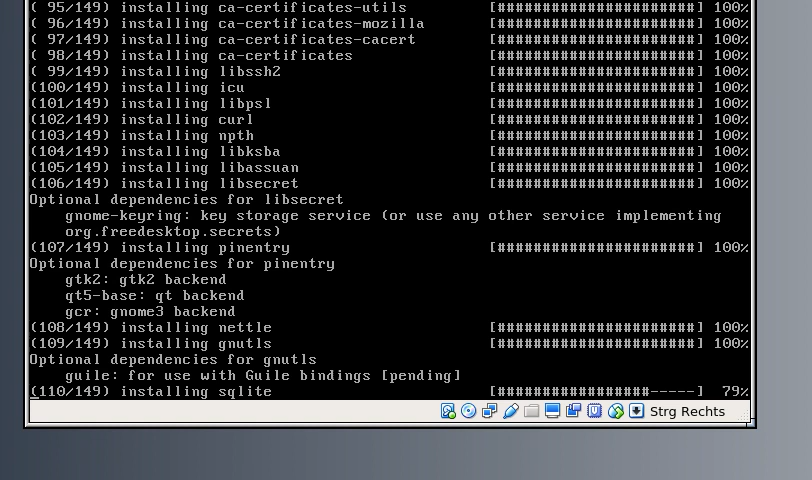 ( 95/149) installing ca-certificates-utils [######################] 100%
( 96/149) installing ca-certificates-mozilla [######################] 100%
( 97/149) installing ca-certificates-cacert [######################] 100%
( 98/149) installing ca-certificates [######################] 100%
( 99/149) installing libssh2 [######################] 100%
(100/149) installing icu [######################] 100%
(101/149) installing libpsl [######################] 100%
(102/149) installing curl [######################] 100%
(103/149) installing npth [######################] 100%
(104/149) installing libksba [######################] 100%
(105/149) installing libassuan [######################] 100%
(106/149) installing libsecret [######################] 100%
Optional dependencies for libsecret
gnome-keyring: key storage service (or use any other service implementing
org.freedesktop.secrets)
(107/149) installing pinentry [######################] 100%
Optional dependencies for pinentry
gtk2: gtk2 backend
qt5-base: qt backend
gcr: gnome3 backend
(108/149) installing nettle [######################] 100%
(109/149) installing gnutls [######################] 100%
Optional dependencies for gnutls
guile: for use with Guile bindings [pending]
(110/149) installing sqlite [#################-----] 79%
Strg Rechts